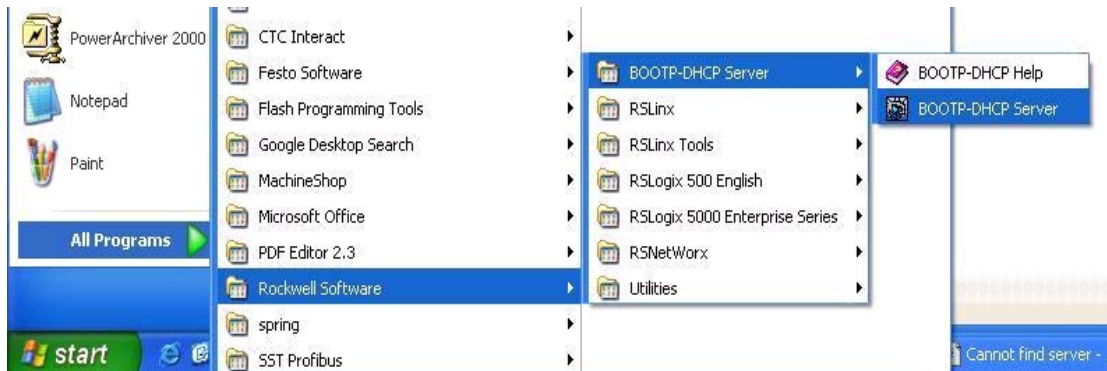 PowerArchiver 2000
Notepad
Paint
All Programs
start
CTC Interact
Festo Software
Flash Programming Tools
Google Desktop Search
MachineShop
Microsoft Office
PDF Editor 2.3
Rockwell Software
spring
SST Profibus
BOOTP-DHCP Server
RSLinx
RSLinx Tools
RSLogix 500 English
RSLogix 5000 Enterprise Series
RSNetWorx
Utilities
BOOTP-DHCP Help
BOOTP-DHCP Server
Cannot find server -